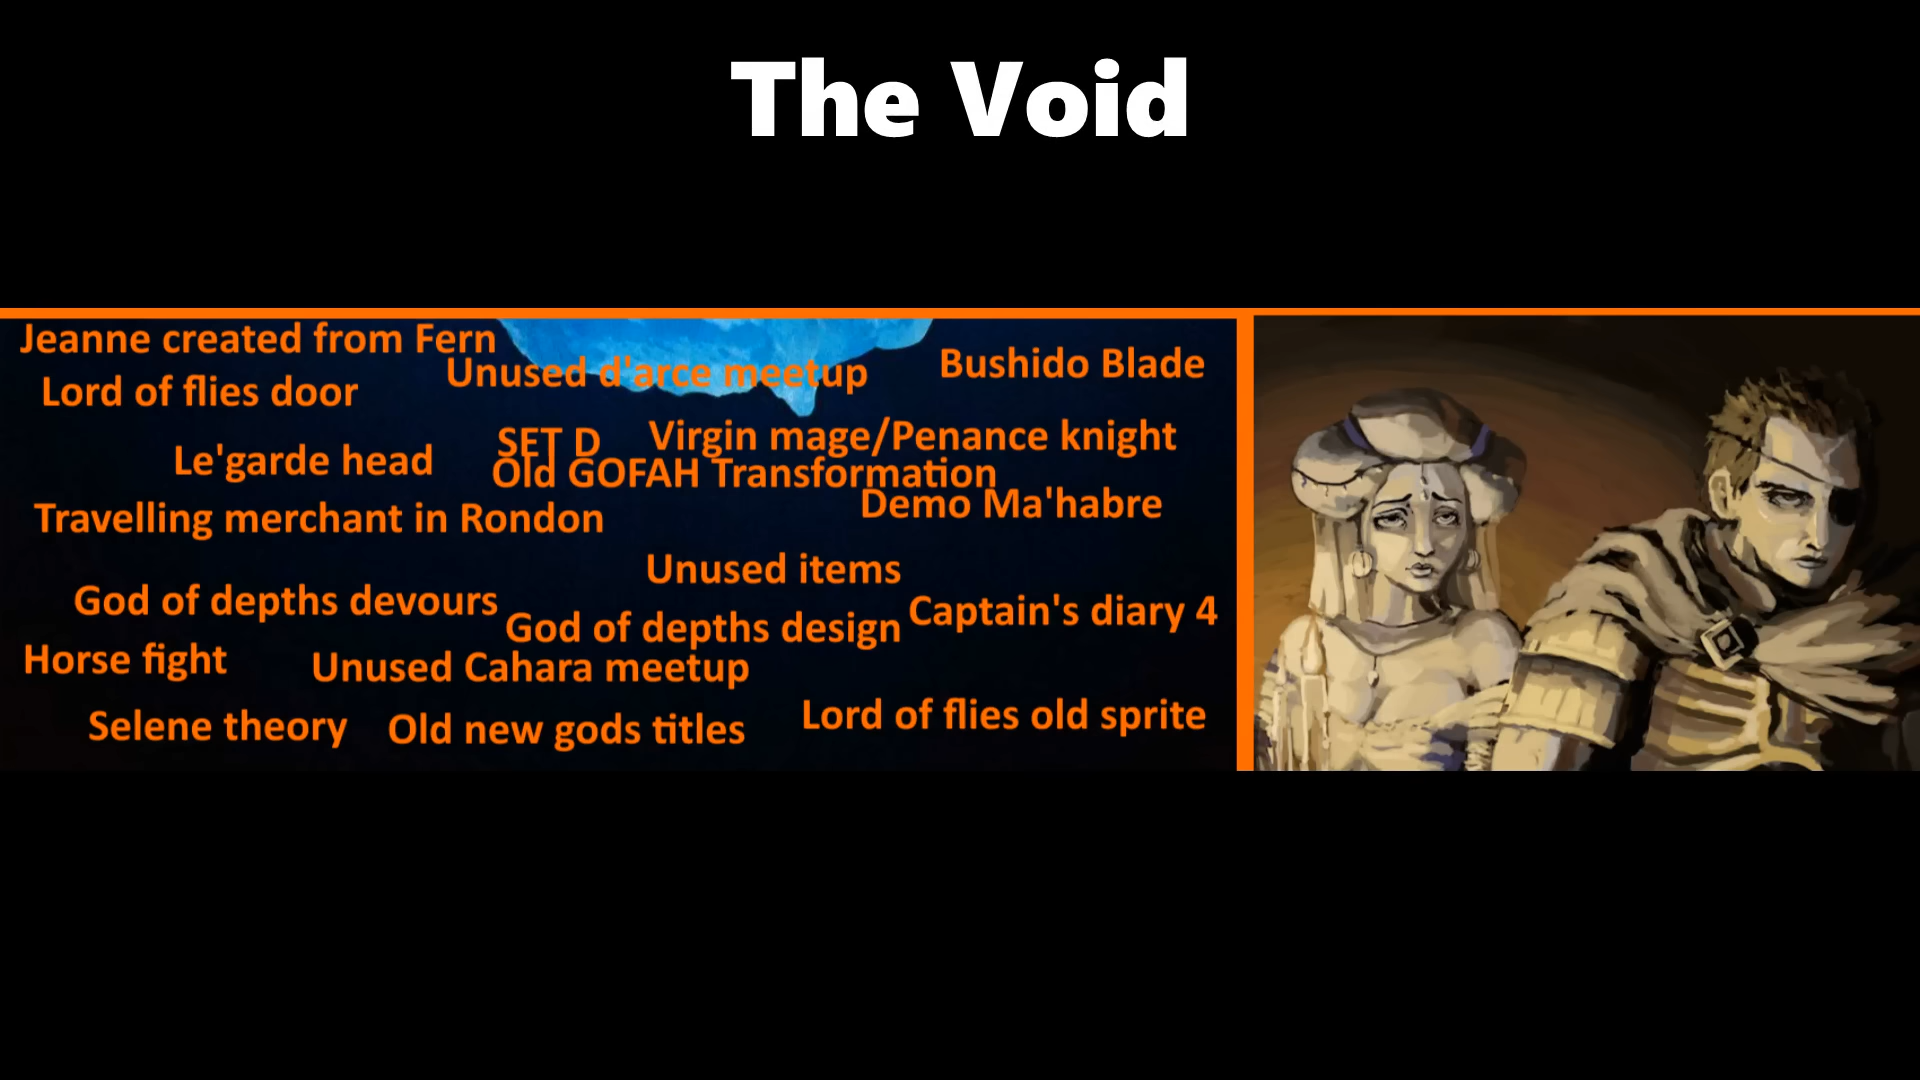 The Void
Jeanne created from Fern
Unused d'arce meetup
Bushido Blade
Lord of flies door
SET D
Virgin mage/Penance knight
Le'garde head
Old GOFAH Transformation
Demo Ma'habre
Travelling merchant in Rondon
Unused items
God of depths devours
God of depths design
Captain's diary 4
Horse fight
Unused Cahara meetup
Selene theory
Old new gods titles
Lord of flies old sprite